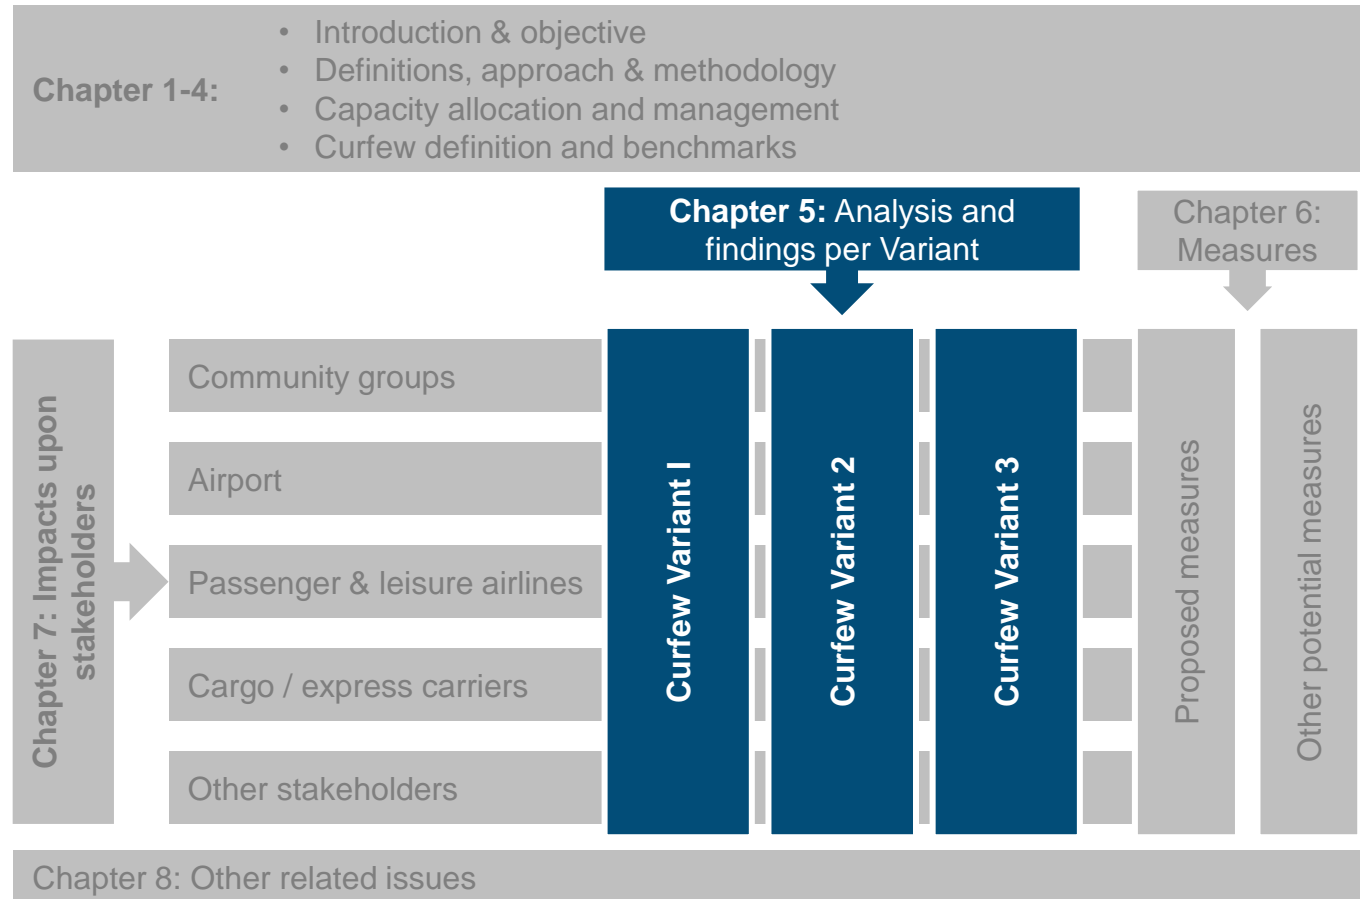 Chapter 1-4:
• Introduction & objective
• Definitions, approach & methodology
• Capacity allocation and management
• Curfew definition and benchmarks
Chapter 5: Analysis and
findings per Variant
Chapter 6:
Measures
Chapter 7: Impacts upon
stakeholders
Community groups
Airport
Passenger & leisure airlines
Cargo / express carriers
Other stakeholders
Curfew Variant I
Curfew Variant 2
Curfew Variant 3
Proposed measures
Other potential measures
Chapter 8: Other related issues